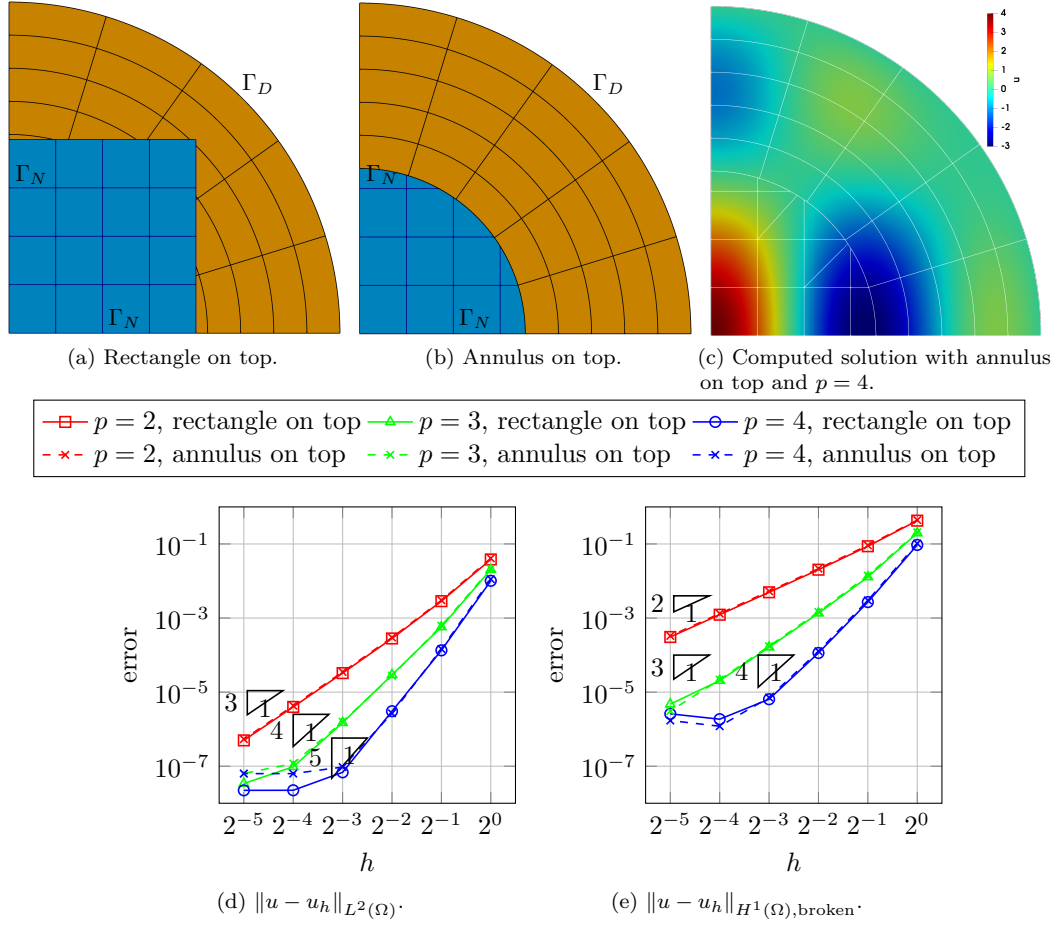 Γ_D
Γ_N
Γ_N
(a) Rectangle on top.
Γ_D
Γ_N
Γ_N
(b) Annulus on top.
4
3
2
1
0
-1
-2
-3
u
(c) Computed solution with annulus
on top and p = 4.
p = 2, rectangle on top p = 3, rectangle on top p = 4, rectangle on top
p = 2, annulus on top p = 3, annulus on top p = 4, annulus on top
10^{-1}
10^{-3}
10^{-5}
10^{-7}
error
3
1
4
1
5
1
2^{-5} 2^{-4} 2^{-3} 2^{-2} 2^{-1} 2^0
h
(d) ‖u − u_h‖_{L^2(Ω)}.
10^{-1}
10^{-3}
10^{-5}
10^{-7}
error
2
1
3
1
4
1
2^{-5} 2^{-4} 2^{-3} 2^{-2} 2^{-1} 2^0
h
(e) ‖u − u_h‖_{H^1(Ω),broken}.